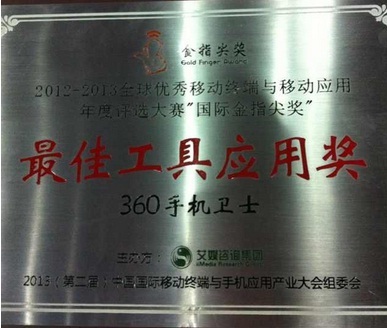 金指尖奖
Gold Finger Award
2012-2013全球优秀移动终端与移动应用
年度评选大赛"国际金指尖奖"
最佳工具应用奖
360手机卫士
主办方：
艾媒咨询集团
iiMedia Research Group
2013（第二届）中国国际移动终端与手机应用产业大会组委会